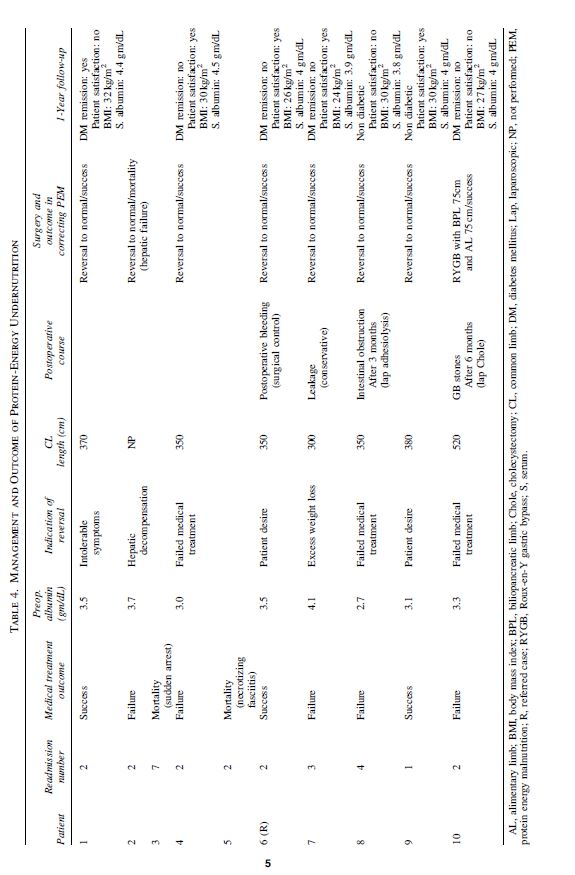 TABLE 4. MANAGEMENT AND OUTCOME OF PROTEIN-ENERGY UNDERNUTRITION
Preop. Surgery and
Readmission Medical treatment albumin Indication of CL Postoperative outcome in
Patient number outcome (gm/dL) reversal length (cm) course correcting PEM 1-Year follow-up
1 2 Success 3.5 Intolerable 370 Reversal to normal/success DM remission: yes
symptoms Patient satisfaction: no
BMI: 32 kg/m²
S. albumin: 4.4 gm/dL
2 2 Failure 3.7 Hepatic NP Reversal to normal/mortality
decompensation (hepatic failure)
3 7 Mortality
(sudden arrest)
4 2 Failure 3.0 Failed medical 350 Reversal to normal/success DM remission: no
treatment Patient satisfaction: yes
BMI: 30 kg/m²
S. albumin: 4.5 gm/dL
5 2 Mortality
(necrotizing
fasciitis)
6 (R) 2 Success 3.5 Patient desire 350 Postoperative bleeding Reversal to normal/success DM remission: no
(surgical control) Patient satisfaction: yes
BMI: 26 kg/m²
S. albumin: 4 gm/dL
7 3 Failure 4.1 Excess weight loss 300 Leakage Reversal to normal/success DM remission: no
(conservative) Patient satisfaction: yes
BMI: 24 kg/m²
S. albumin: 3.9 gm/dL
8 4 Failure 2.7 Failed medical 350 Intestinal obstruction Reversal to normal/success Non diabetic
treatment After 3 months Patient satisfaction: no
(lap adhesiolysis) BMI: 30 kg/m²
S. albumin: 3.8 gm/dL
9 1 Success 3.1 Patient desire 380 Reversal to normal/success Non diabetic
Patient satisfaction: yes
BMI: 30 kg/m²
S. albumin: 4 gm/dL
10 2 Failure 3.3 Failed medical 520 GB stones RYGB with BPL 75cm DM remission: no
treatment After 6 months and AL 75 cm/success Patient satisfaction: no
(lap Chole) BMI: 27 kg/m²
S. albumin: 4 gm/dL
AL, alimentary limb; BMI, body mass index; BPL, biliopancreatic limb; Chole, cholecystectomy; CL, common limb; DM, diabetes mellitus; Lap, laparoscopic; NP, not performed; PEM,
protein energy malnutrition; R, referred case; RYGB, Roux-en-Y gastric bypass; S, serum.
5